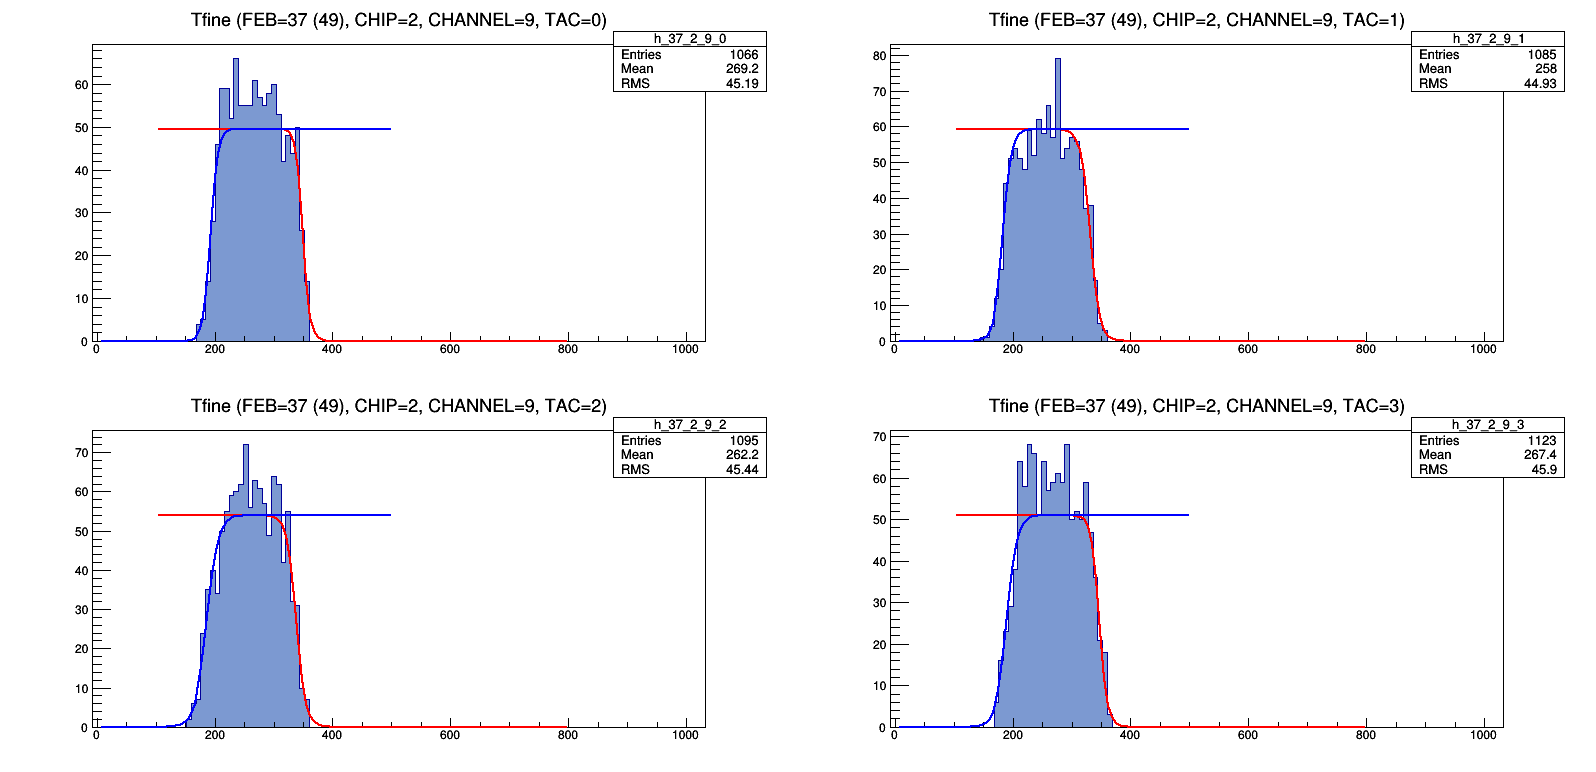 Tfine (FEB=37 (49), CHIP=2, CHANNEL=9, TAC=0)
h_37_2_9_0
Entries 1066
Mean 269.2
RMS 45.19
60
50
40
30
20
10
0
0 200 400 600 800 1000
Tfine (FEB=37 (49), CHIP=2, CHANNEL=9, TAC=1)
h_37_2_9_1
Entries 1085
Mean 258
RMS 44.93
80
70
60
50
40
30
20
10
0
0 200 400 600 800 1000
Tfine (FEB=37 (49), CHIP=2, CHANNEL=9, TAC=2)
h_37_2_9_2
Entries 1095
Mean 262.2
RMS 45.44
70
60
50
40
30
20
10
0
0 200 400 600 800 1000
Tfine (FEB=37 (49), CHIP=2, CHANNEL=9, TAC=3)
h_37_2_9_3
Entries 1123
Mean 267.4
RMS 45.9
70
60
50
40
30
20
10
0
0 200 400 600 800 1000